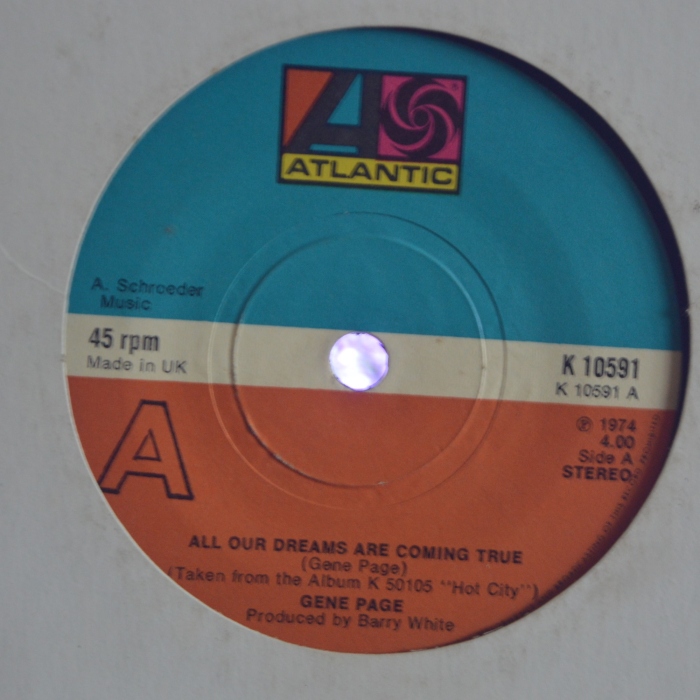 ATLANTIC
A. Schroeder
Music
45 rpm
Made in UK
K 10591
K 10591 A
Ⓟ 1974
4.00
Side A
STEREO
A
ALL OUR DREAMS ARE COMING TRUE
(Gene Page)
(Taken from the Album K 50105 "Hot City")
GENE PAGE
Produced by Barry White